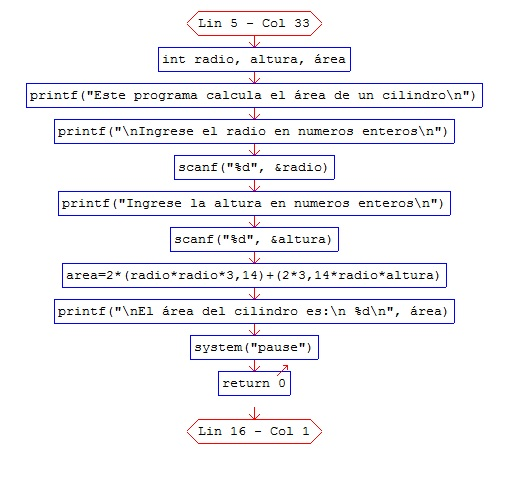 Lin 5 - Col 33
int radio, altura, área
printf("Este programa calcula el área de un cilindro\n")
printf("\nIngrese el radio en numeros enteros\n")
scanf("%d", &radio)
printf("Ingrese la altura en numeros enteros\n")
scanf("%d", &altura)
area=2*(radio*radio*3,14)+(2*3,14*radio*altura)
printf("\nEl área del cilindro es:\n %d\n", área)
system("pause")
return 0
Lin 16 - Col 1